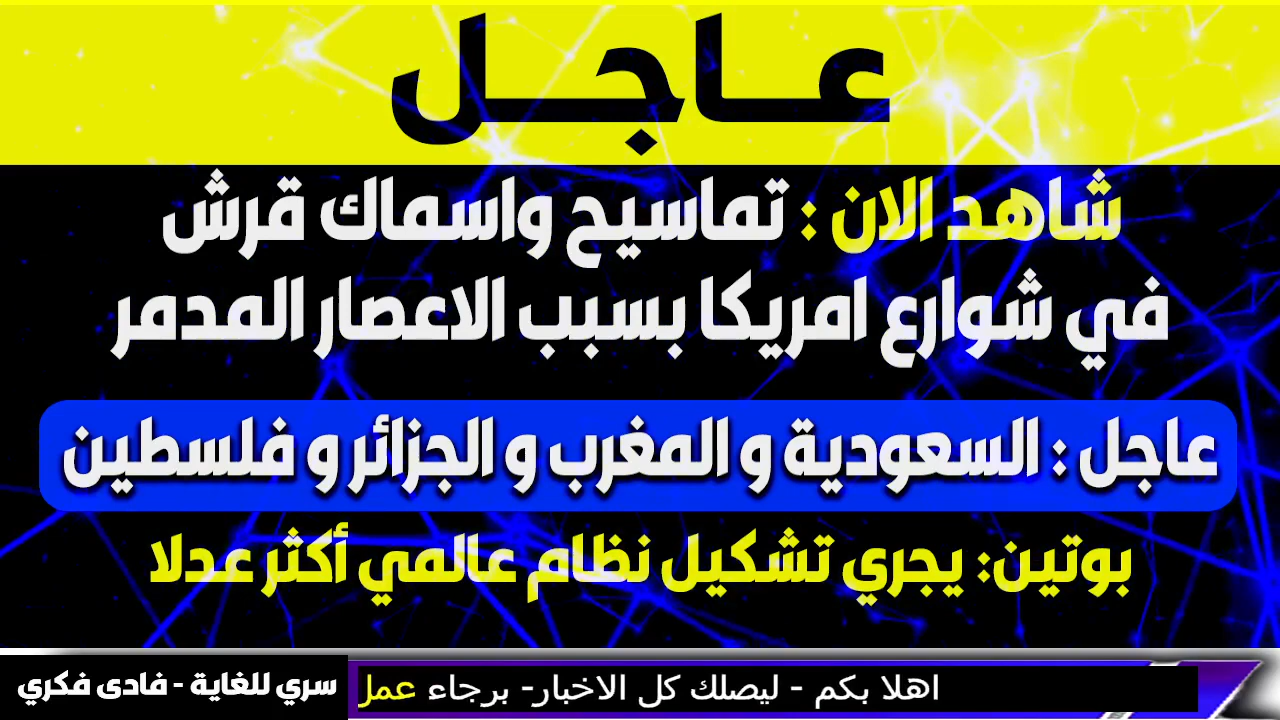 عاجل
شاهد الان : تماسيح واسماك قرش
في شوارع امريكا بسبب الاعصار المدمر
عاجل : السعودية و المغرب و الجزائر و فلسطين
بوتين: يجري تشكيل نظام عالمي أكثر عدلا
اهلا بكم - ليصلك كل الاخبار- برجاء عمل
سري للغاية - فادى فكري